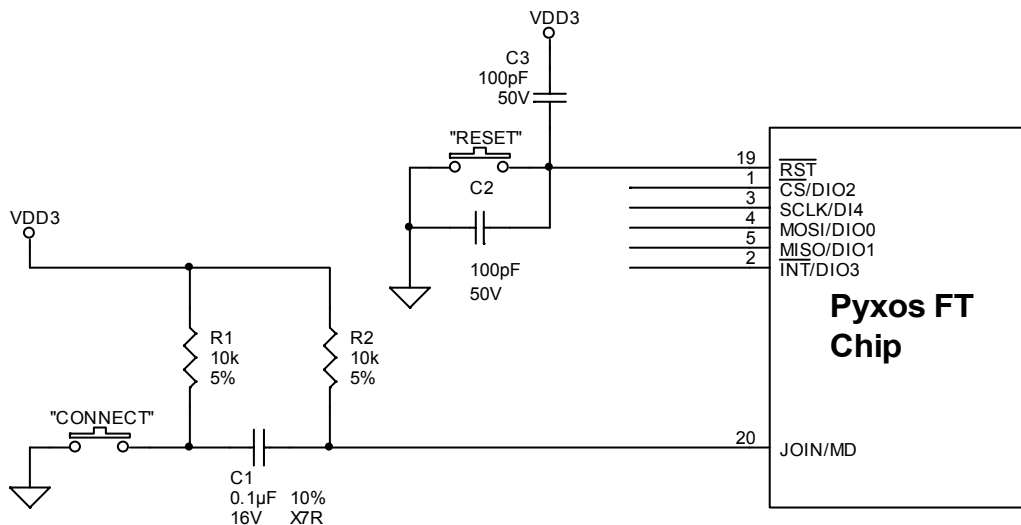 VDD3
C3
100pF
50V
"RESET"
C2
100pF
50V
19 RST
1 CS/DIO2
3 SCLK/DI4
4 MOSI/DIO0
5 MISO/DIO1
2 INT/DIO3
Pyxos FT
Chip
VDD3
R1
10k
5%
R2
10k
5%
"CONNECT"
C1
0.1µF 10%
16V X7R
20 JOIN/MD